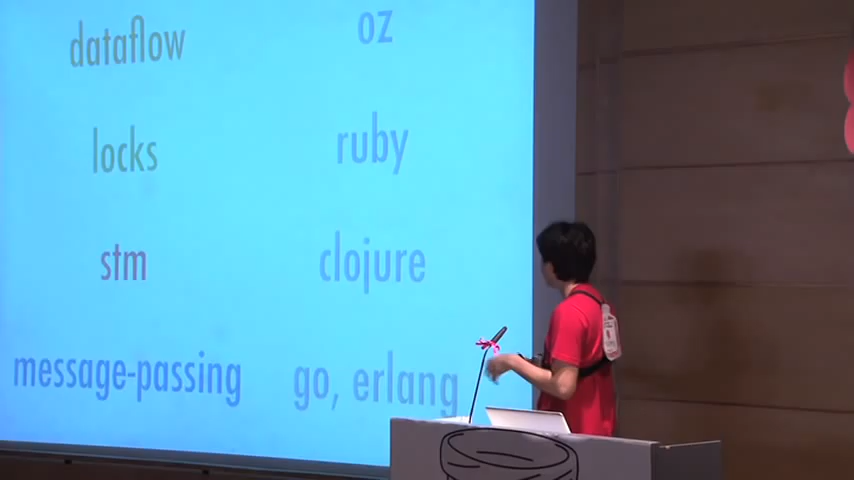 dataflow oz
locks ruby
stm clojure
message-passing go, erlang